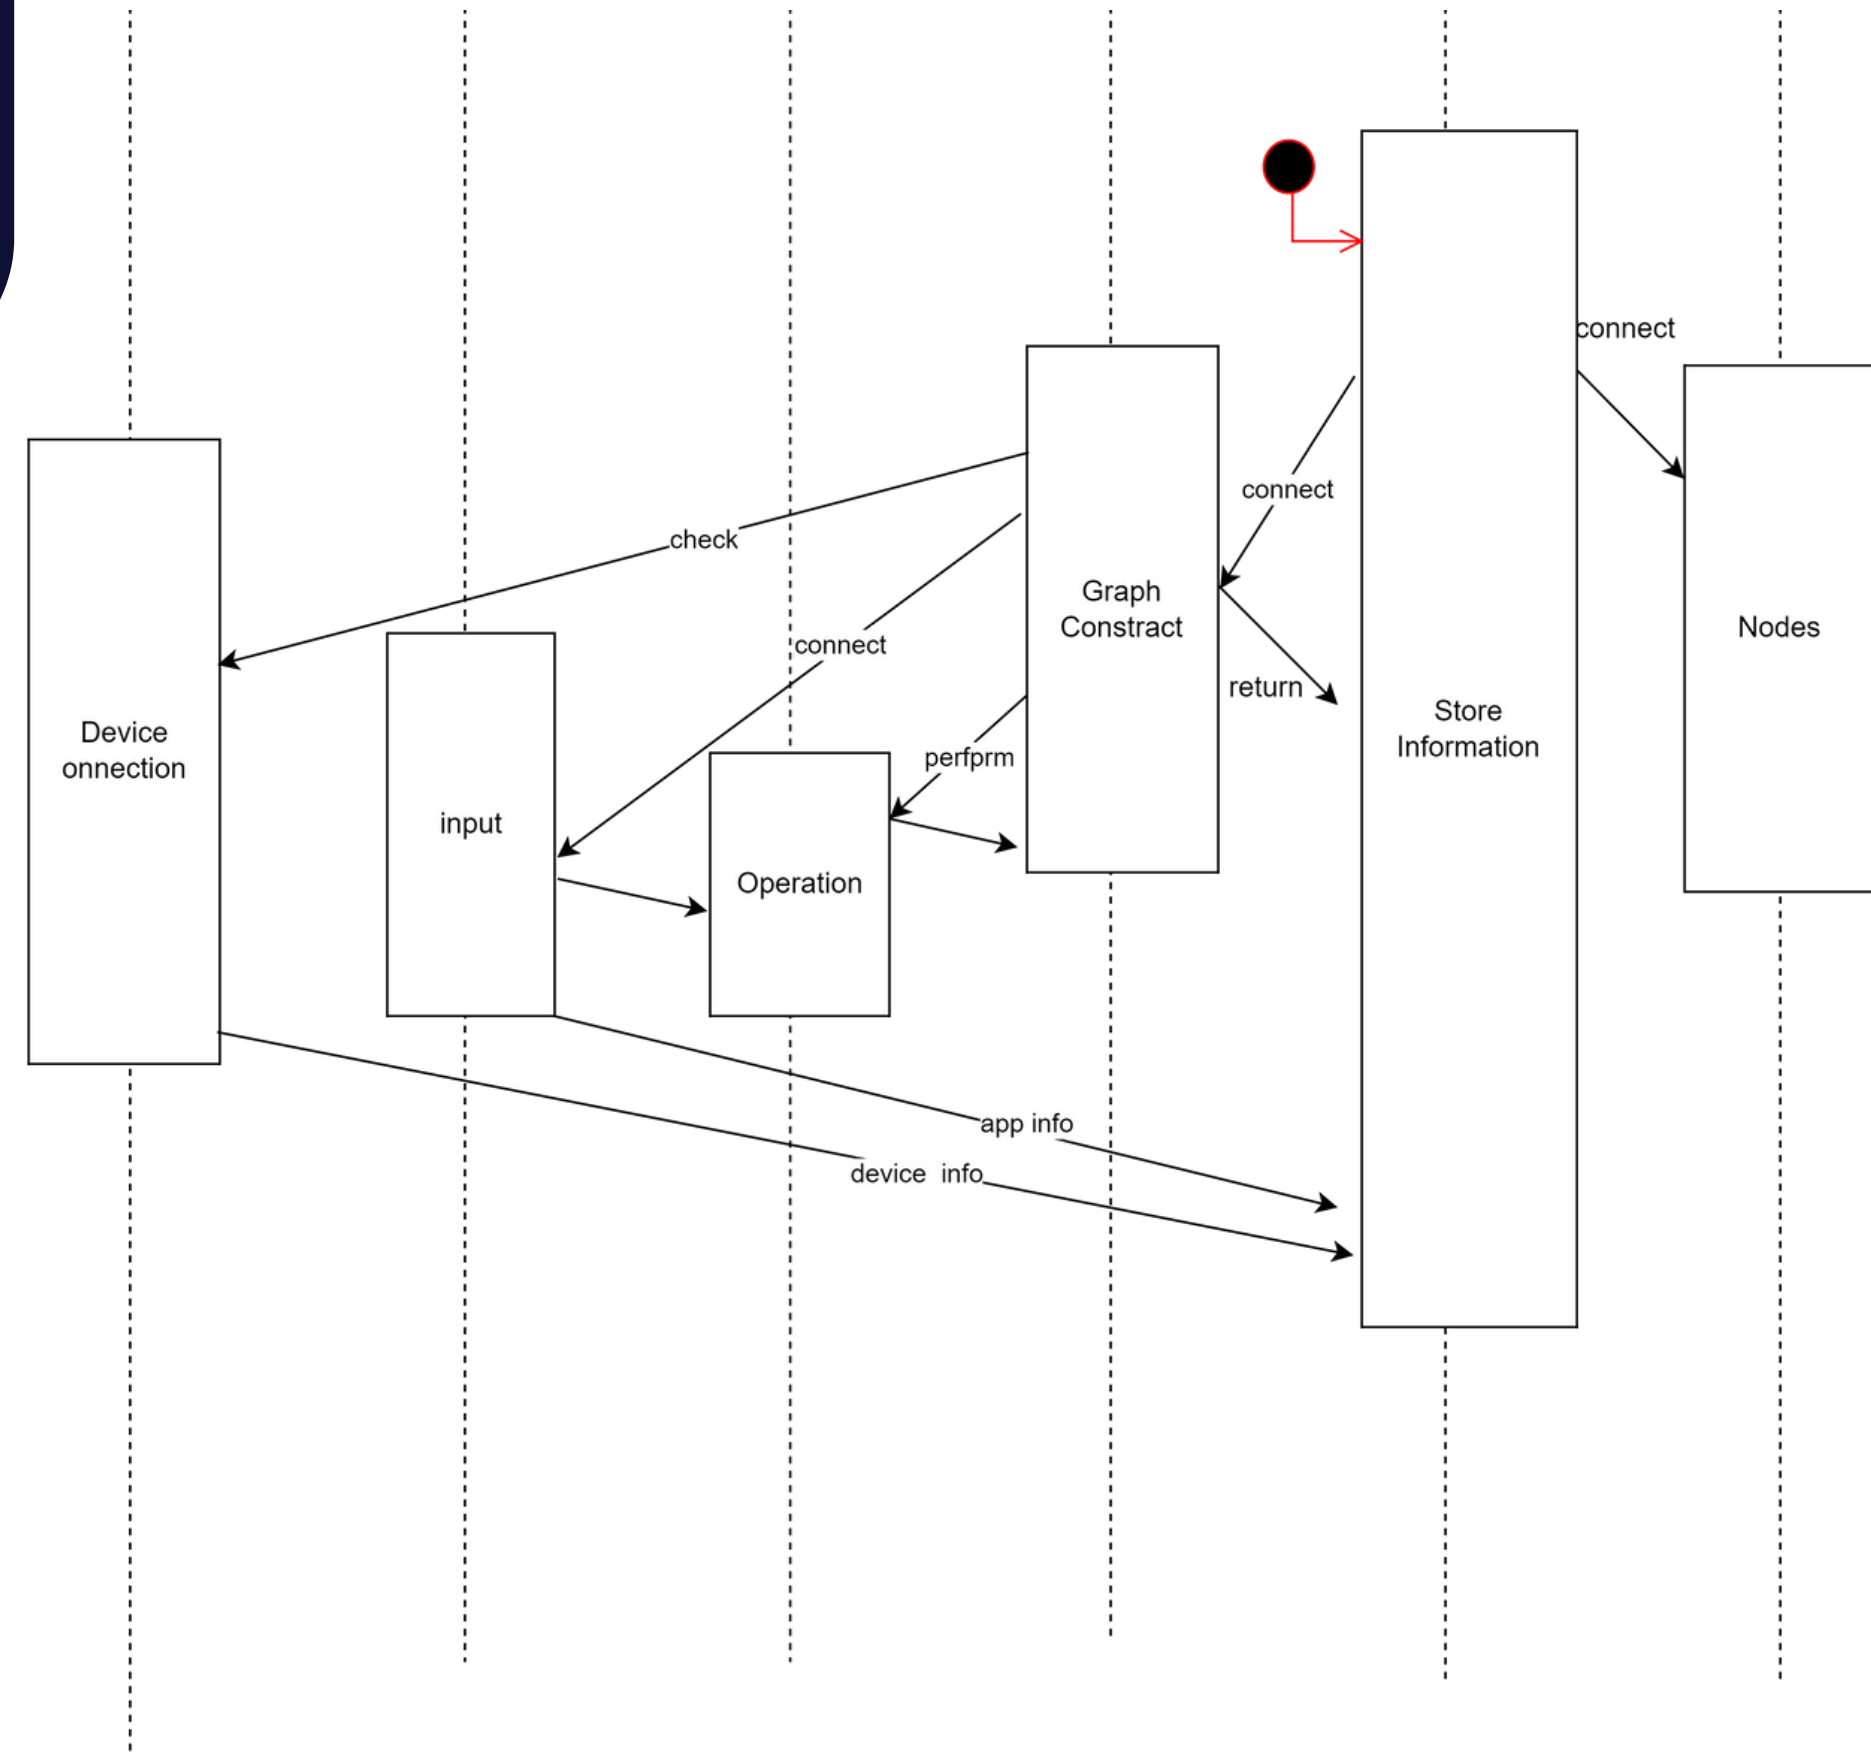 connect
connect
check
Graph
Constract
Nodes
connect
return
Store
Information
Device
onnection
perfprm
input
Operation
app info
device  info